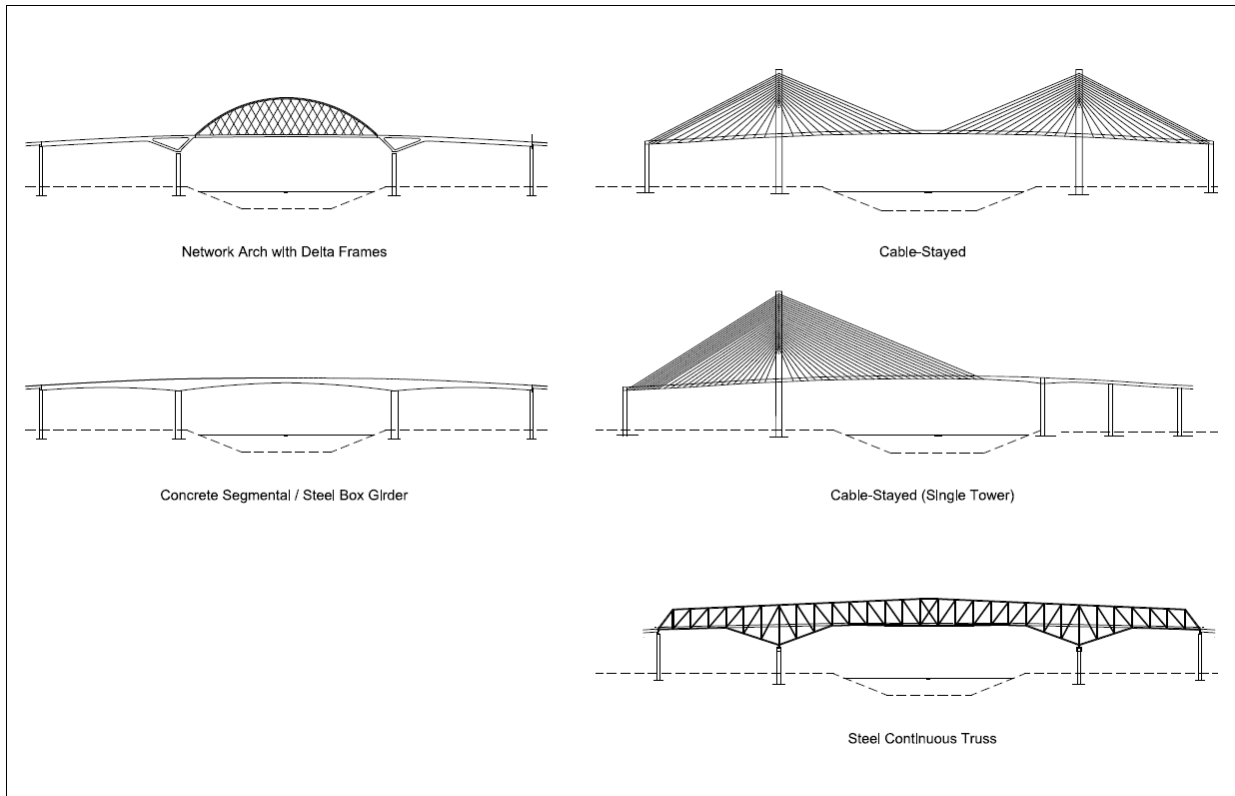 Network Arch with Delta Frames
Cable-Stayed
Concrete Segmental / Steel Box Girder
Cable-Stayed (Single Tower)
Steel Continuous Truss